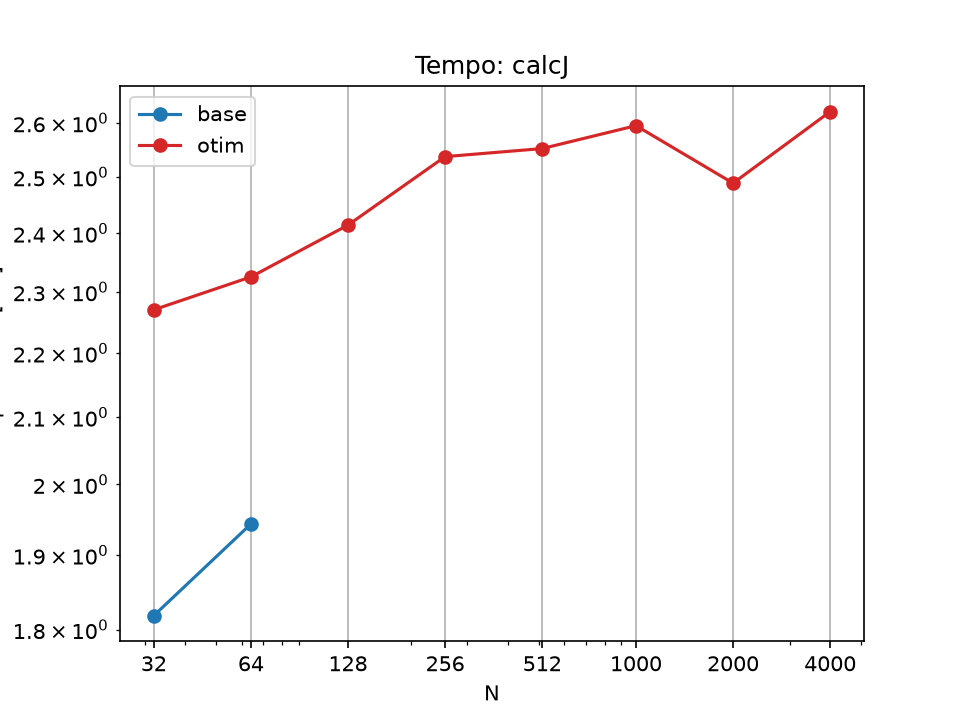 Tempo: calcJ
base
otim
2.6 × 10⁰
2.5 × 10⁰
2.4 × 10⁰
2.3 × 10⁰
2.2 × 10⁰
2.1 × 10⁰
2 × 10⁰
1.9 × 10⁰
1.8 × 10⁰
32 64 128 256 512 1000 2000 4000
N